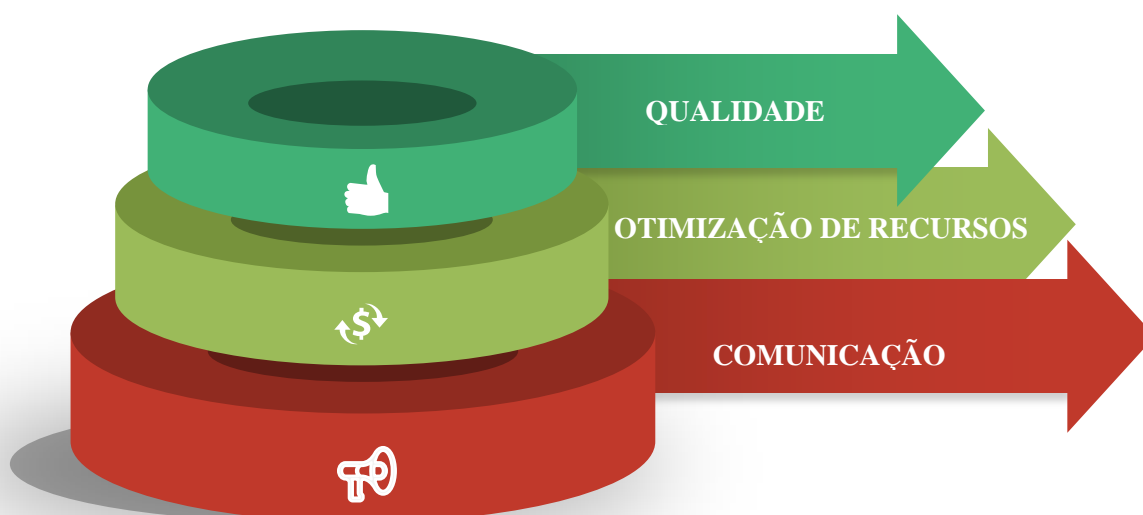 QUALIDADE
OTIMIZAÇÃO DE RECURSOS
$
COMUNICAÇÃO